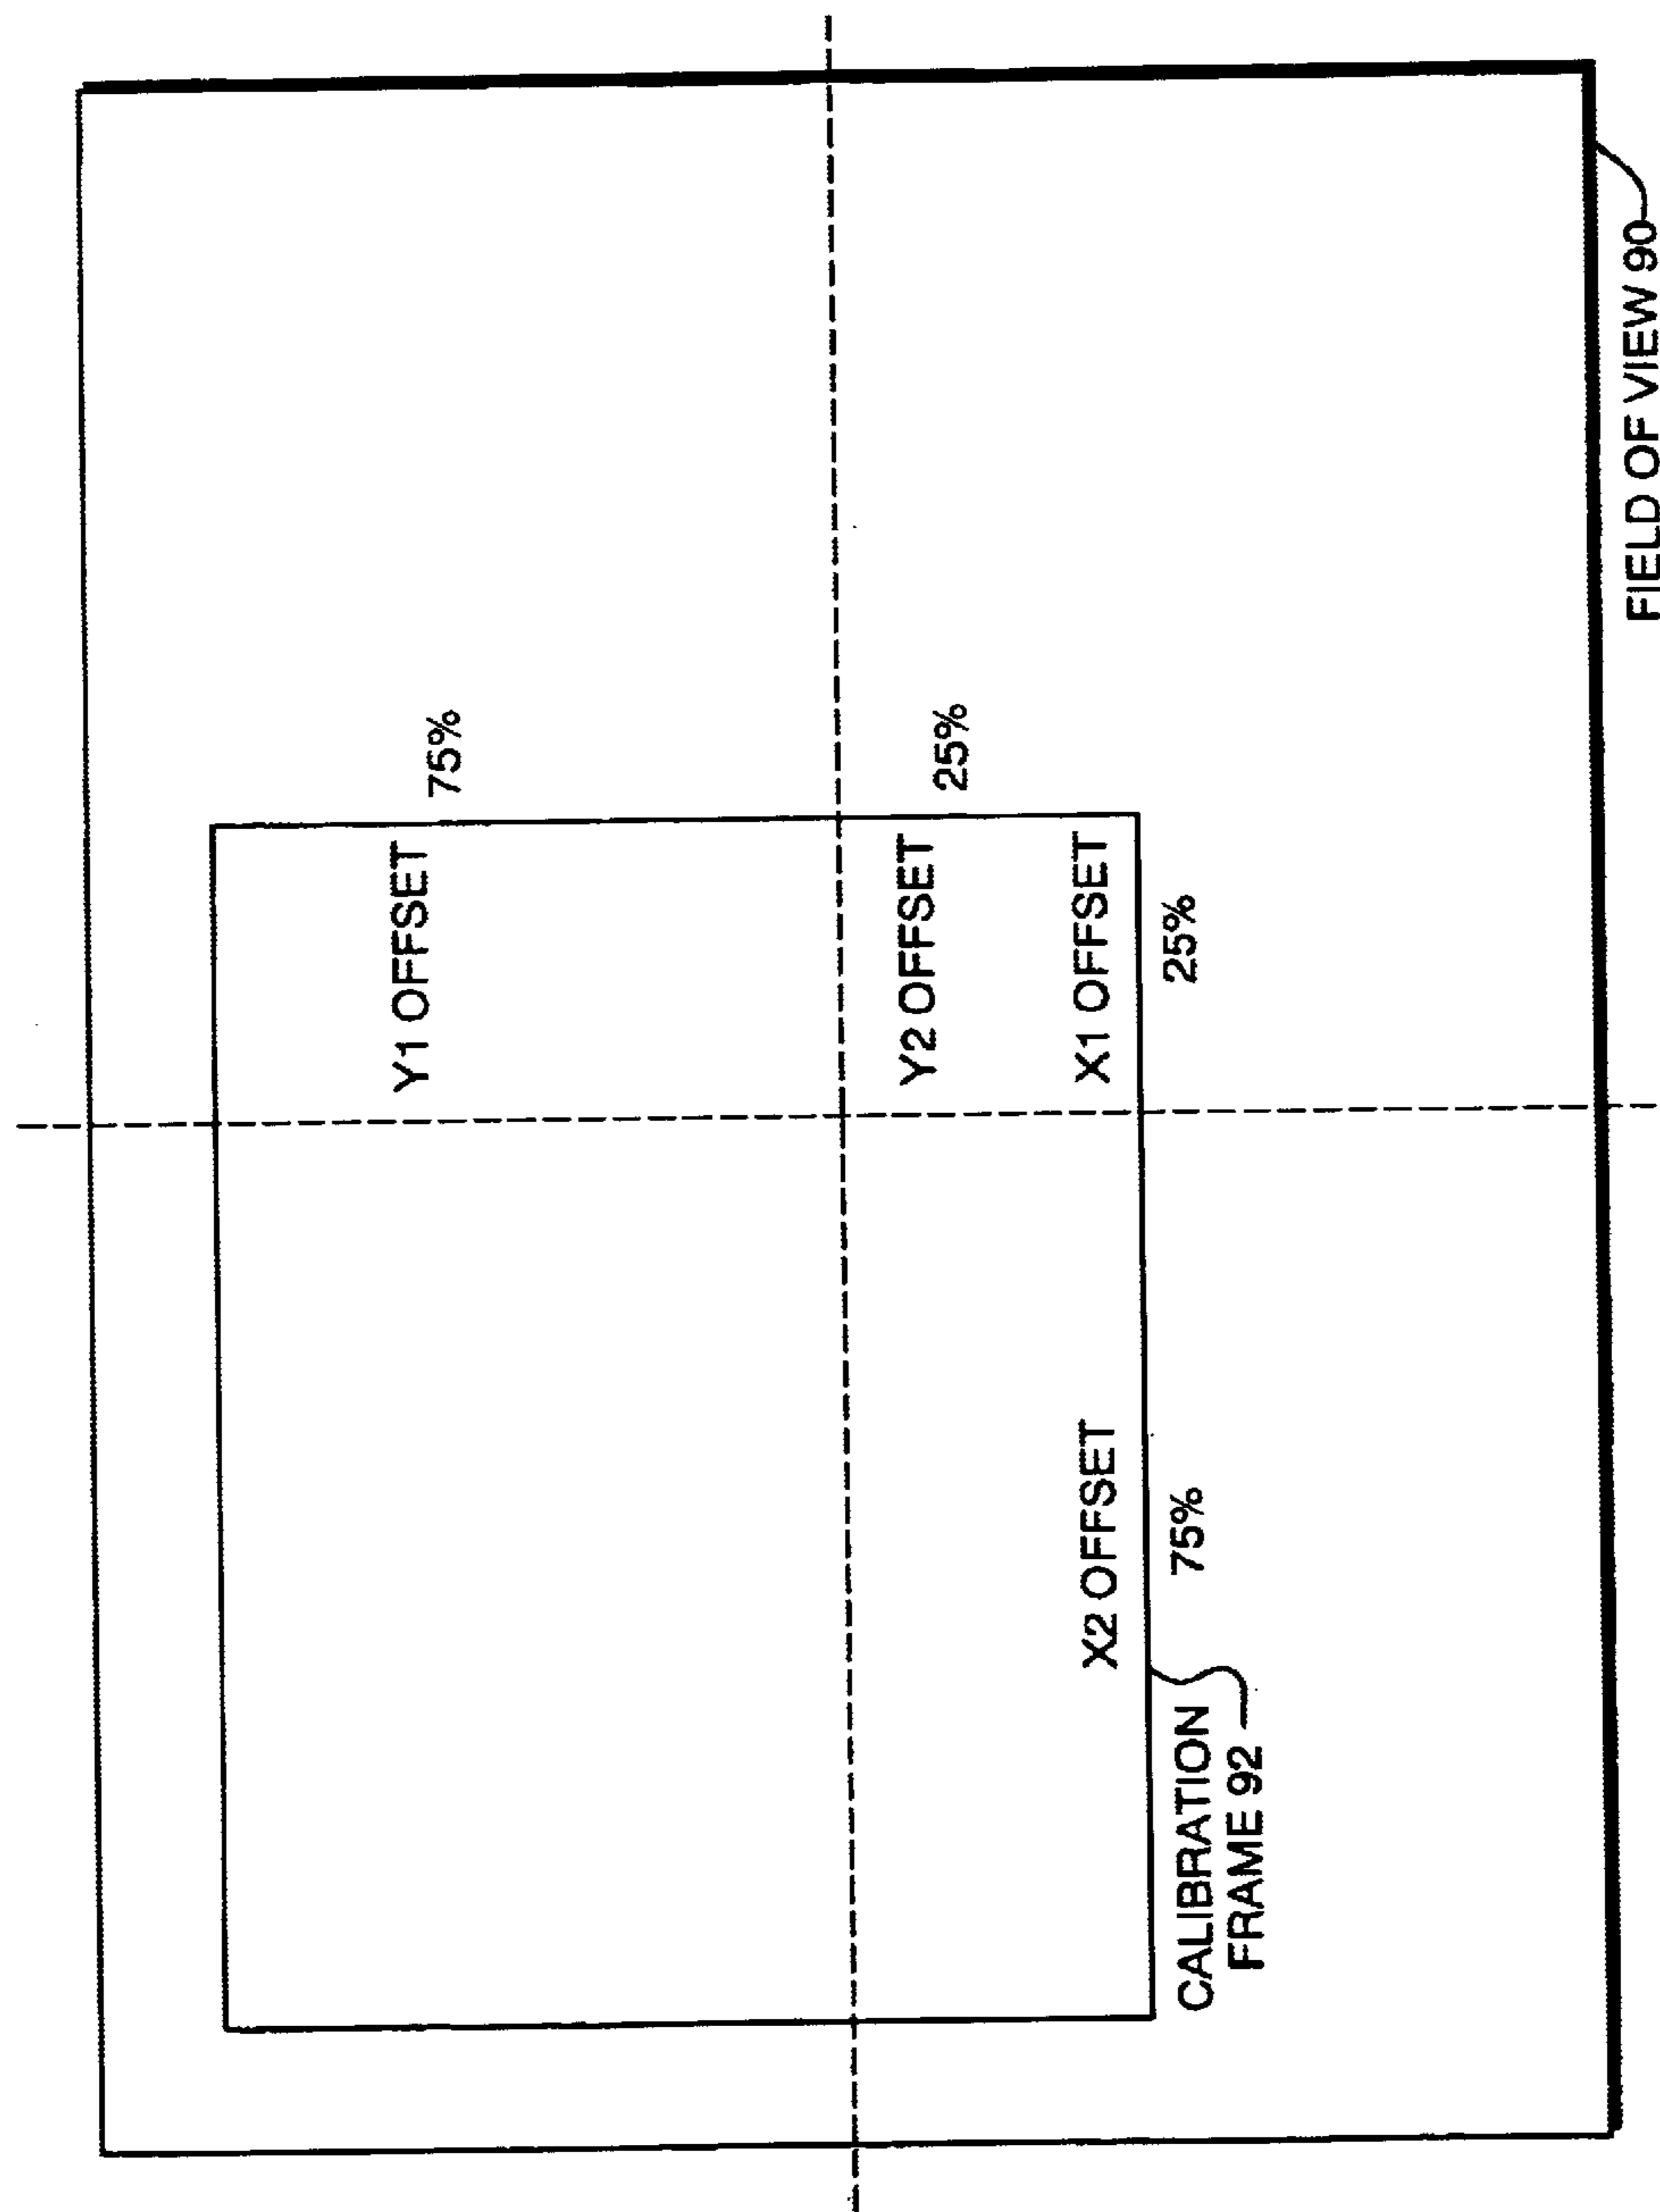 75%
Y1 OFFSET
25%
Y2 OFFSET
X2 OFFSET
X1 OFFSET
75%
25%
CALIBRATION
FRAME 92
FIELD OF VIEW 90